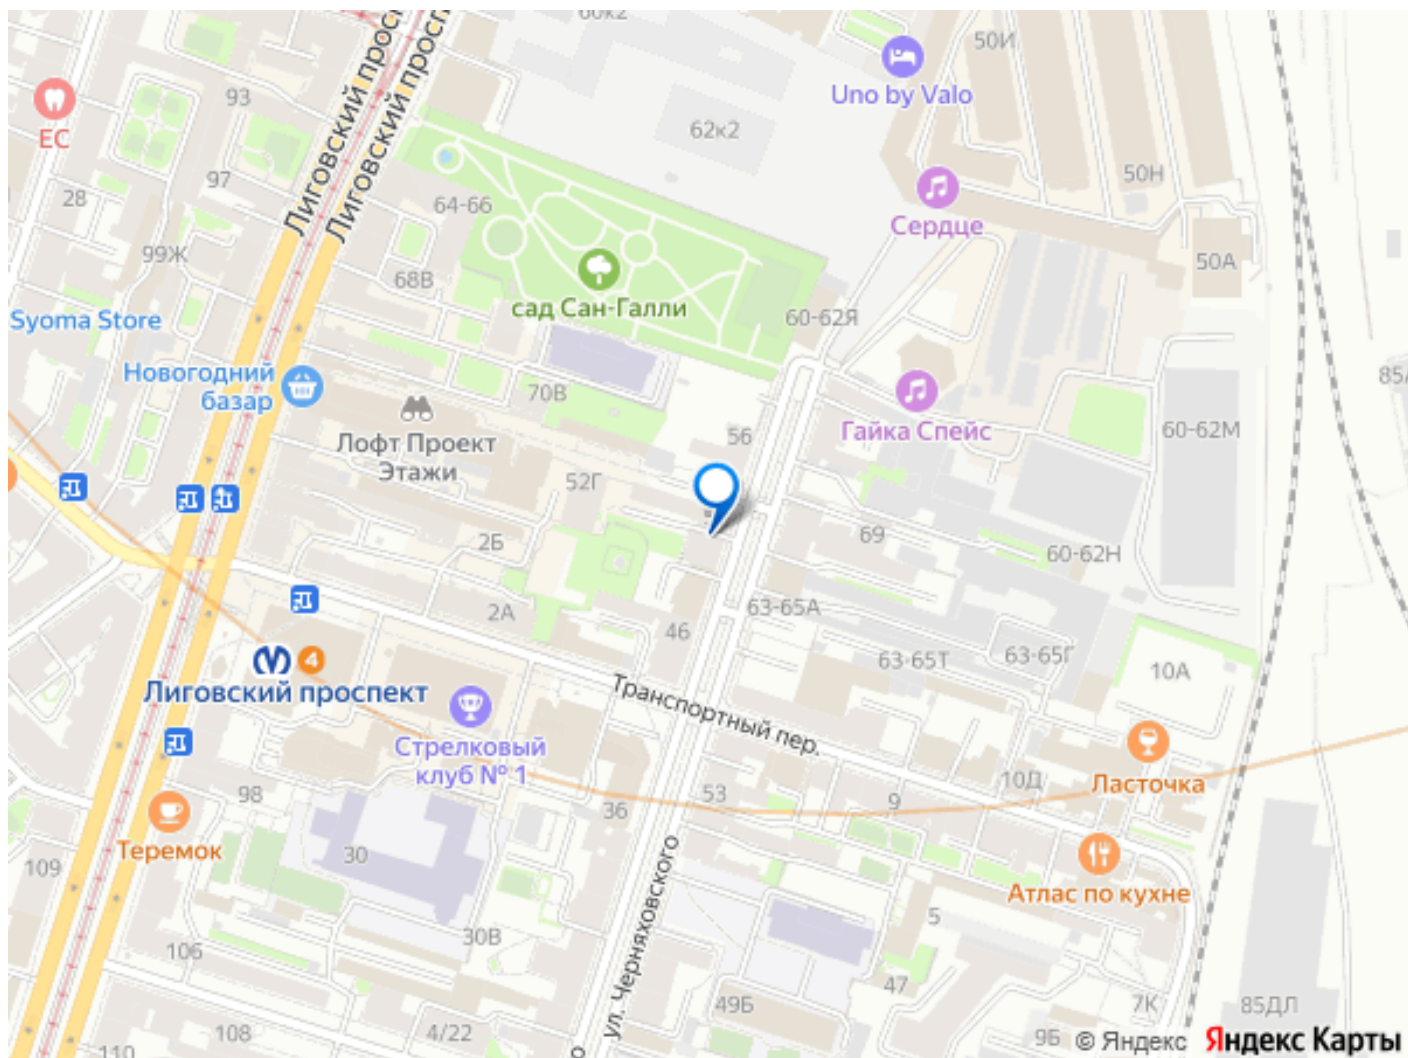 60к2
50И
Лиговский просп
Лиговский просп
Uno by Valo
93
ЕС
62к2
50Н
97
28
64-66
Сердце
99Ж
68В
50А
сад Сан-Галли
Syoma Store
60-62Я
Новогодний
базар
70В
85
Лофт Проект
Этажи
56
Гайка Спейс
60-62М
52Г
2Б
69
60-62Н
2А
63-65А
46
63-65Т
63-65Г
10А
4
Лиговский проспект
Транспортный пер.
Стрелковый
клуб № 1
Ласточка
98
36
53
9
10Д
Теремок
30
109
Атлас по кухне
ул. Черняховского
5
30В
106
47
49Б
7К
85ДЛ
108
4/22
110
9Б
© Яндекс
Яндекс Карты